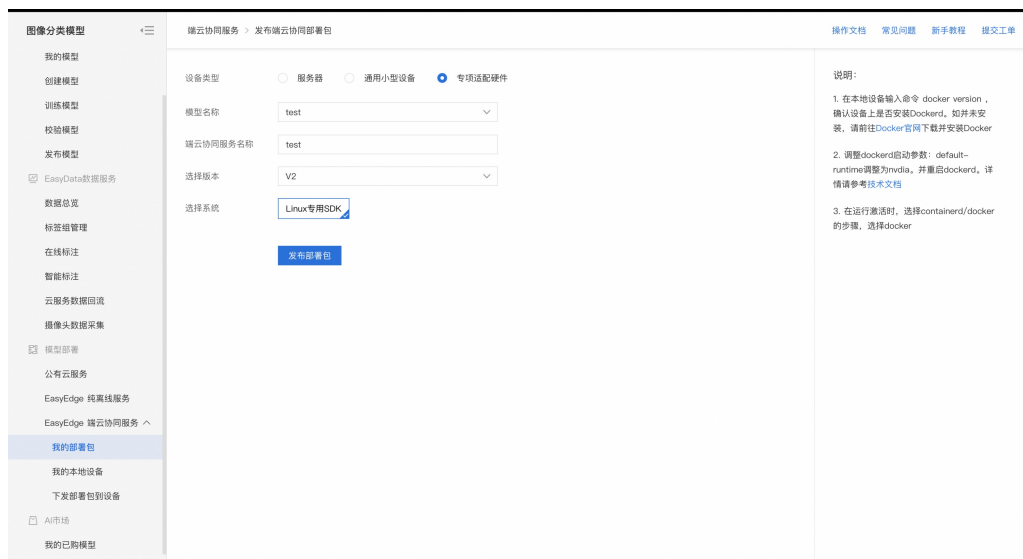 图像分类模型
端云协同服务 > 发布端云协同部署包
操作文档 常见问题 新手教程 提交工单
我的模型
创建模型
训练模型
校验模型
发布模型
EasyData数据服务
数据总览
标签组管理
在线标注
智能标注
云服务数据回流
摄像头数据采集
模型部署
公有云服务
EasyEdge 纯离线服务
EasyEdge 端云协同服务
我的部署包
我的本地设备
下发部署包到设备
AI市场
我的已购模型
设备类型 服务器 通用小型设备 专项适配硬件
模型名称 test
端云协同服务名称 test
选择版本 V2
选择系统 Linux专用SDK
发布部署包
说明：
1. 在本地设备输入命令 docker version ，
确认设备上是否安装Dockerd。如并未安
装，请前往Docker官网下载并安装Docker
2. 调整dockerd启动参数：default-
runtime调整为nvdia。并重启dockerd。详
情请参考技术文档
3. 在运行激活时，选择containerd/docker
的步骤，选择docker